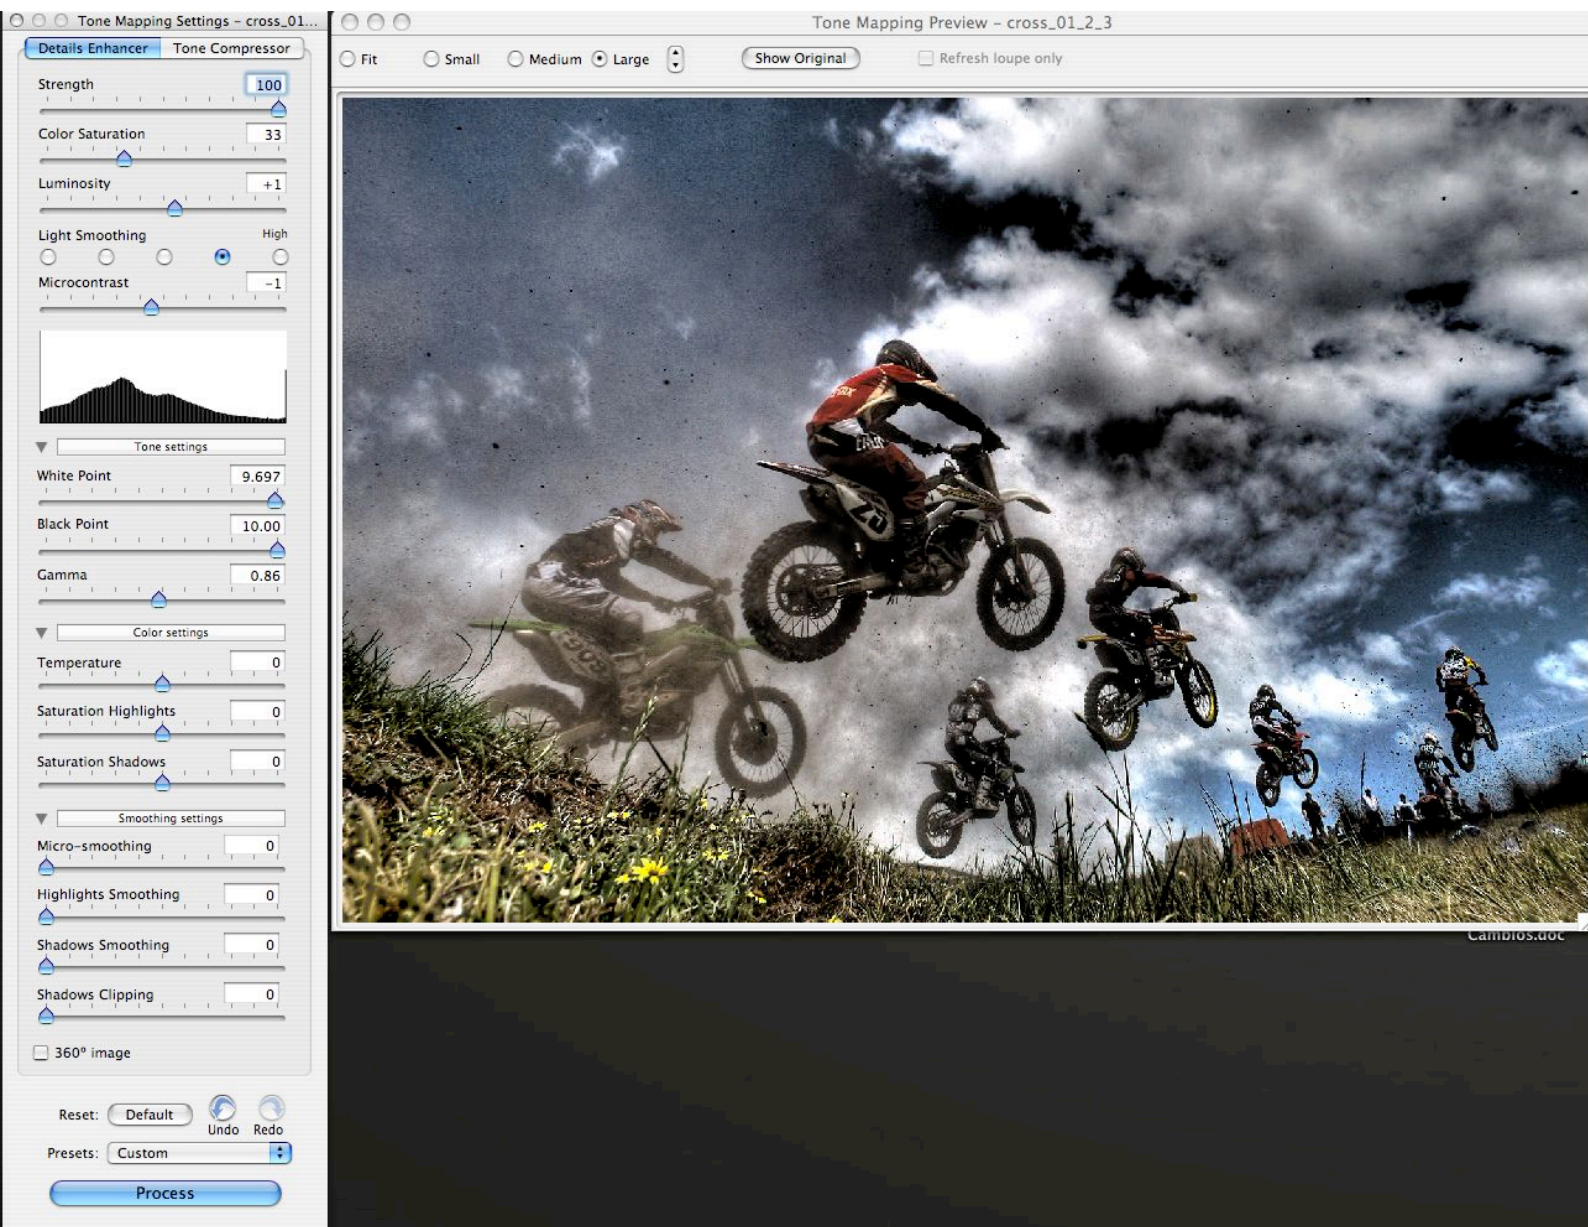 Tone Mapping Settings – cross_01...
Details Enhancer Tone Compressor
Strength 100
Color Saturation 33
Luminosity +1
Light Smoothing High
Microcontrast -1
Tone settings
White Point 9.697
Black Point 10.00
Gamma 0.86
Color settings
Temperature 0
Saturation Highlights 0
Saturation Shadows 0
Smoothing settings
Micro-smoothing 0
Highlights Smoothing 0
Shadows Smoothing 0
Shadows Clipping 0
360° image
Reset: Default Undo Redo
Presets: Custom
Process
Tone Mapping Preview – cross_01_2_3
Fit Small Medium Large Show Original Refresh loupe only
Cambios.doc